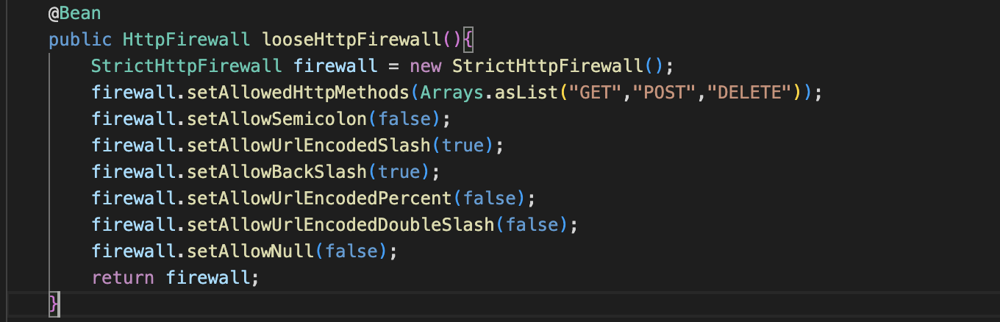 @Bean
public HttpFirewall looseHttpFirewall(){
StrictHttpFirewall firewall = new StrictHttpFirewall();
firewall.setAllowedHttpMethods(Arrays.asList("GET","POST","DELETE"));
firewall.setAllowSemicolon(false);
firewall.setAllowUrlEncodedSlash(true);
firewall.setAllowBackSlash(true);
firewall.setAllowUrlEncodedPercent(false);
firewall.setAllowUrlEncodedDoubleSlash(false);
firewall.setAllowNull(false);
return firewall;
}